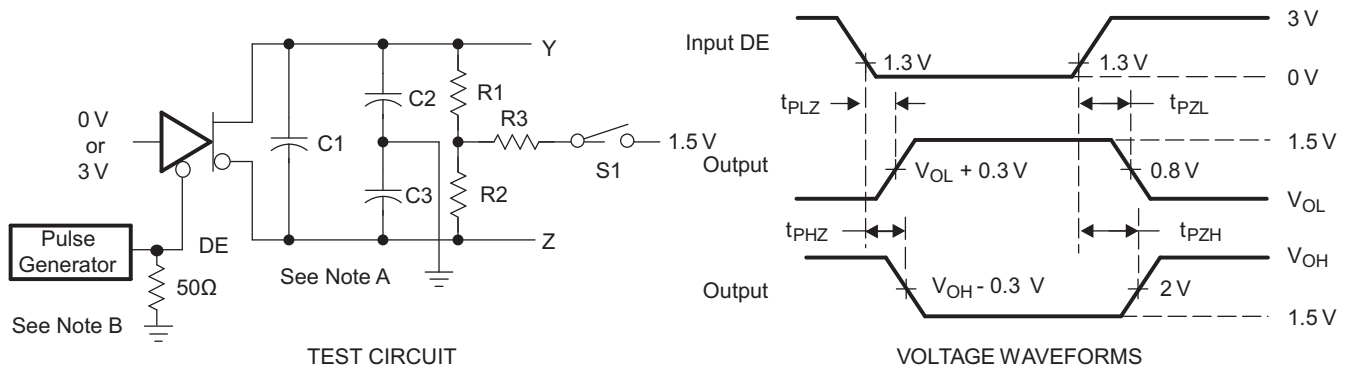 0 V
or
3 V
Pulse
Generator
DE
50Ω
See Note B
See Note A
C1
C2
C3
R1
R2
R3
S1
1.5 V
Y
Z
TEST CIRCUIT
Input DE
3 V
1.3 V
1.3 V
0 V
tPLZ
tPZL
Output
1.5 V
VOL + 0.3 V
0.8 V
VOL
tPHZ
tPZH
VOH
Output
VOH - 0.3 V
2 V
1.5 V
VOLTAGE WAVEFORMS